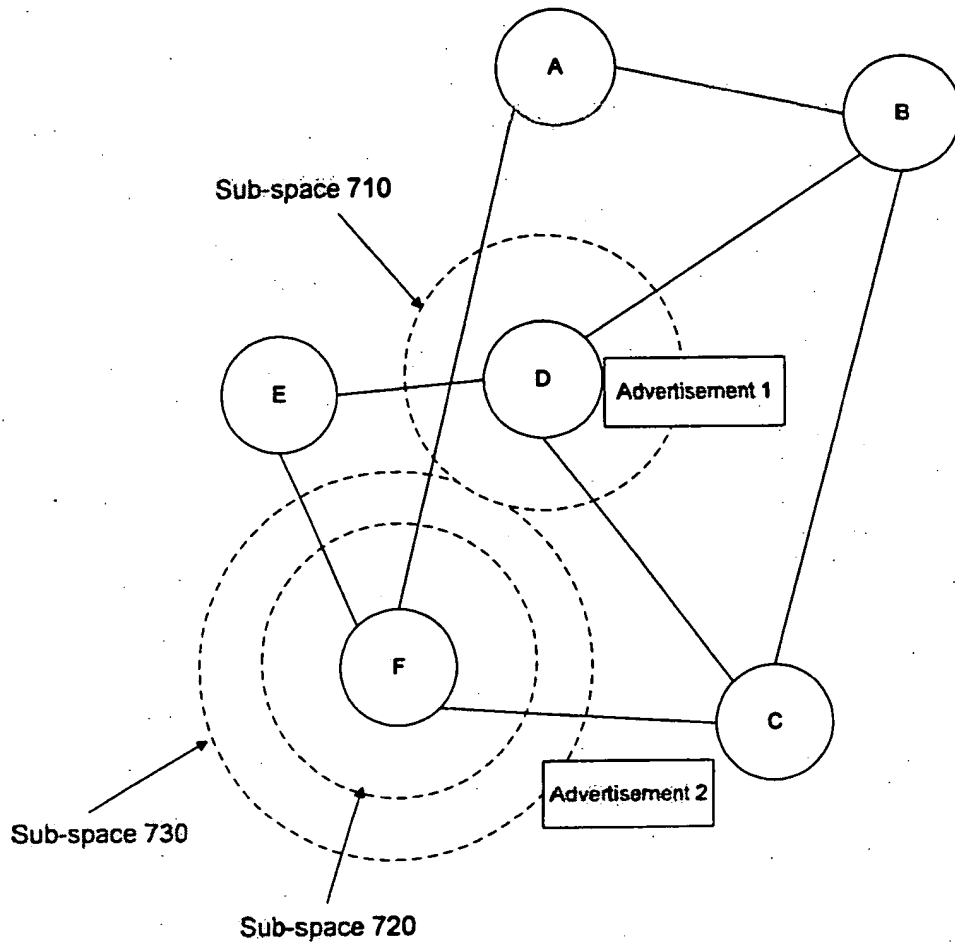 A
B
Sub-space 710
E
D
Advertisement 1
F
C
Advertisement 2
Sub-space 730
Sub-space 720